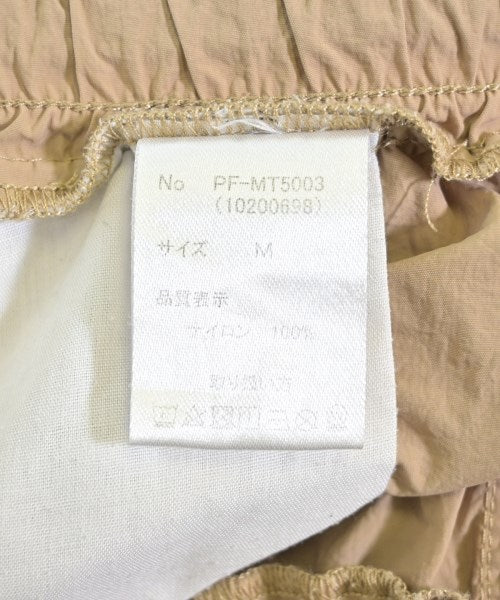 No PF-MT5003
(10200698)
サイズ M
品質表示
ナイロン 100%
取り扱い方